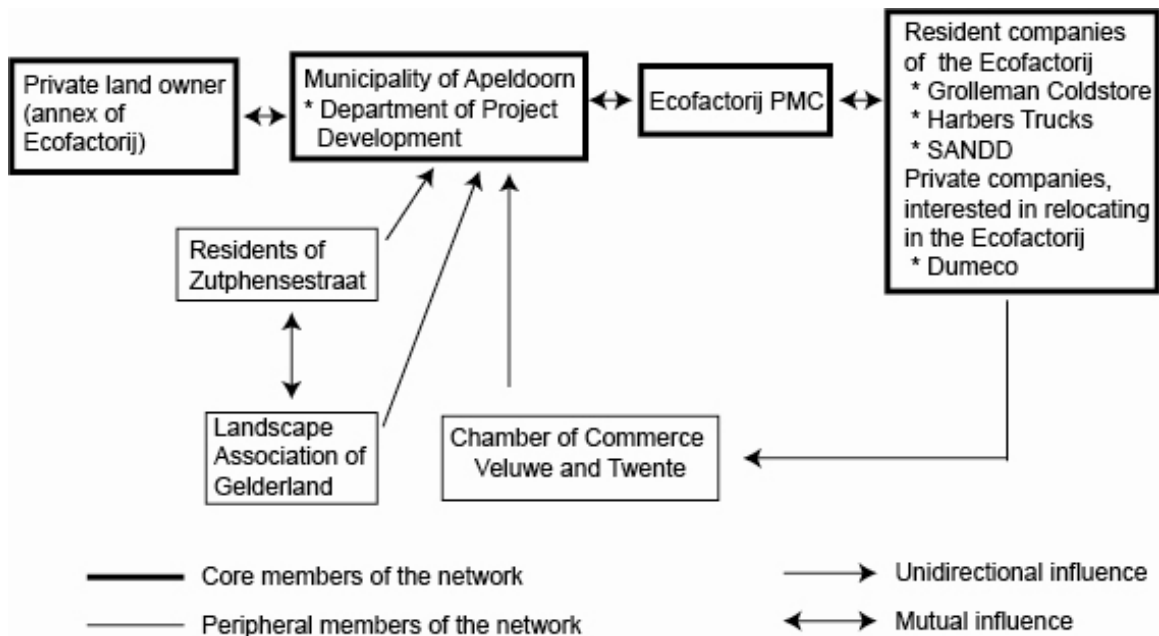 Private land owner
(annex of
Ecofactorij)
Municipality of Apeldoorn
* Department of Project
Development
Ecofactorij PMC
Resident companies
of the Ecofactorij
* Grolleman Coldstore
* Harbers Trucks
* SANDD
Private companies,
interested in relocating
in the Ecofactorij
* Dumeco
Residents of
Zutphensestraat
Landscape
Association of
Gelderland
Chamber of Commerce
Veluwe and Twente
Core members of the network
Peripheral members of the network
Unidirectional influence
Mutual influence